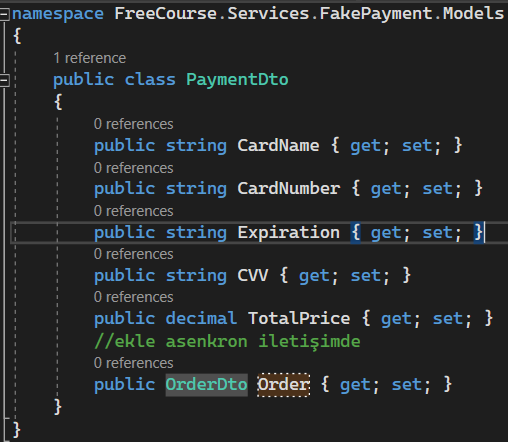 namespace FreeCourse.Services.FakePayment.Models
{
1 reference
public class PaymentDto
{
0 references
public string CardName { get; set; }
0 references
public string CardNumber { get; set; }
0 references
public string Expiration { get; set; }
0 references
public string CVV { get; set; }
0 references
public decimal TotalPrice { get; set; }
//ekle asenkron iletişimde
0 references
public OrderDto Order { get; set; }
}
}